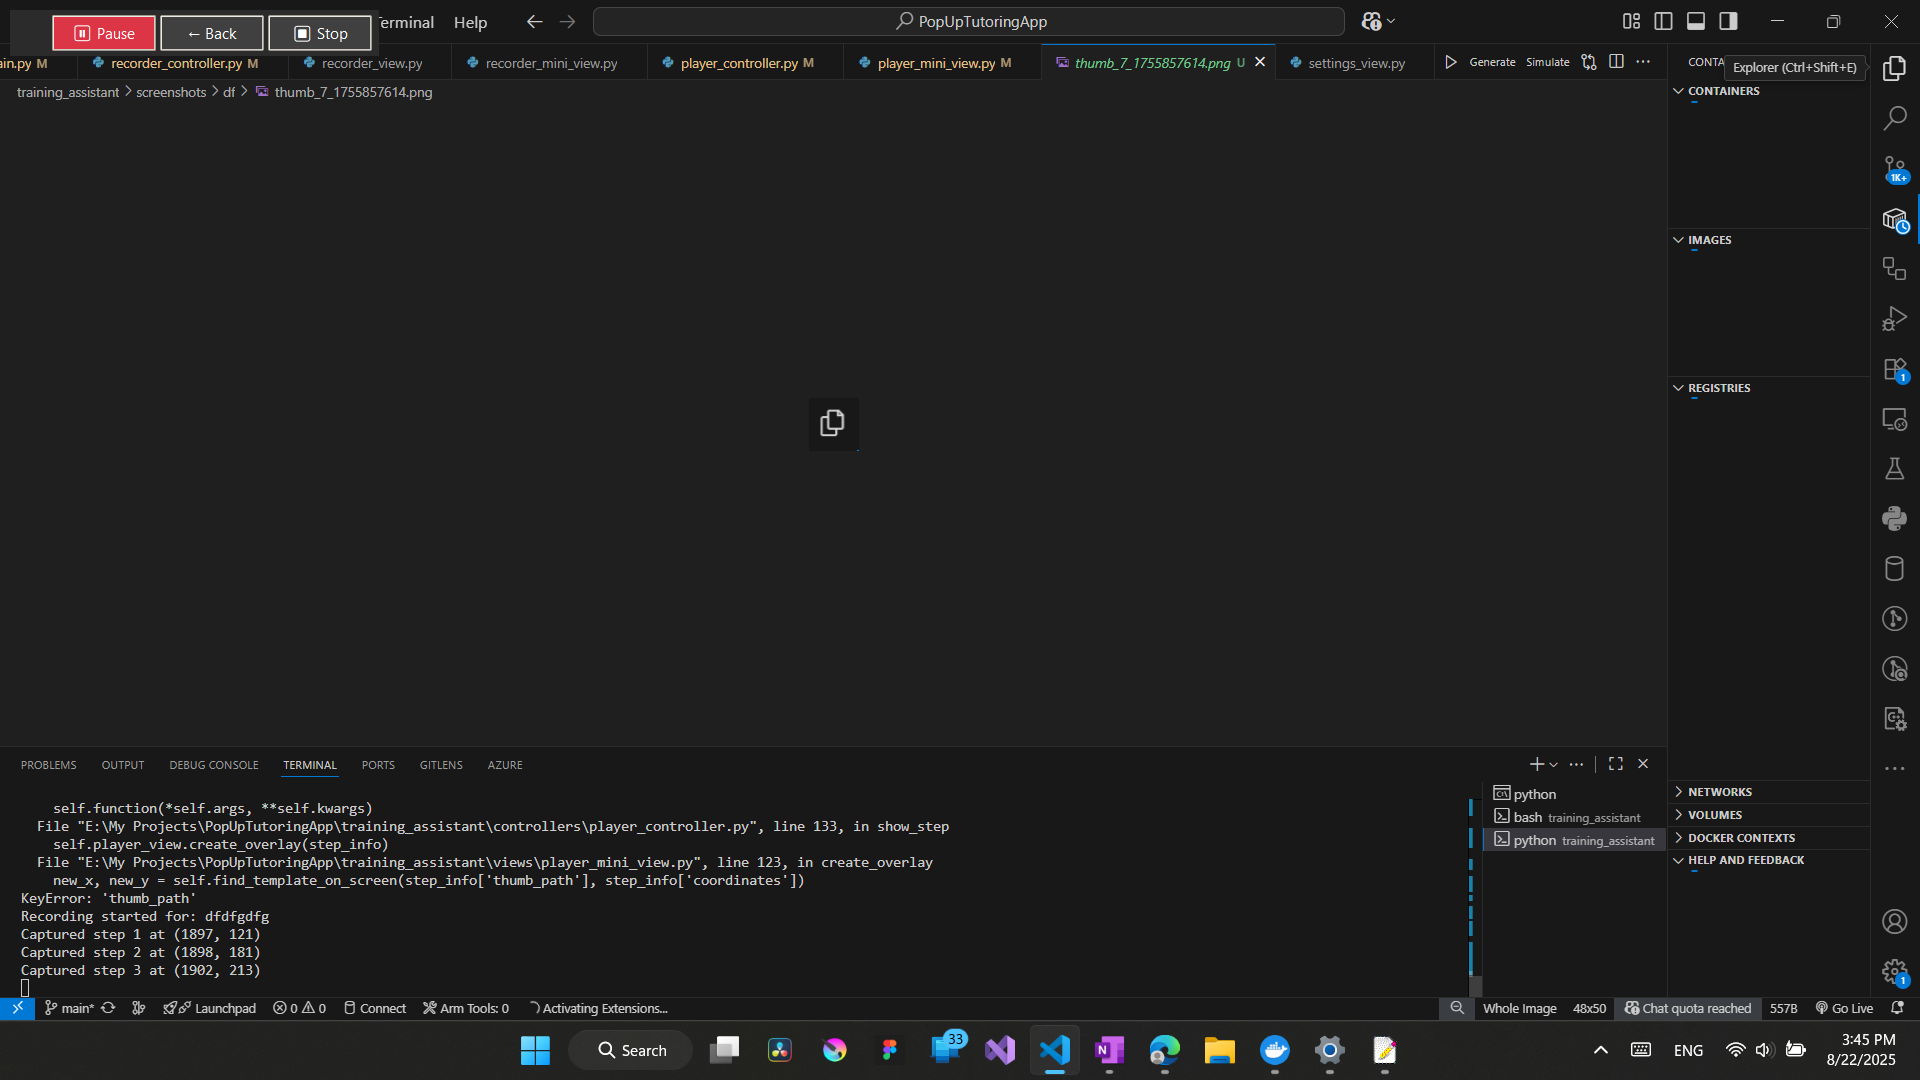 Pause
← Back
Stop
Terminal
Help
PopUpTutoringApp
ain.py M
recorder_controller.py M
recorder_view.py
recorder_mini_view.py
player_controller.py M
player_mini_view.py M
thumb_7_1755857614.png U
settings_view.py
Generate
Simulate
CONTA
Explorer (Ctrl+Shift+E)
training_assistant > screenshots > df > thumb_7_1755857614.png
CONTAINERS
1K+
IMAGES
1
REGISTRIES
PROBLEMS
OUTPUT
DEBUG CONSOLE
TERMINAL
PORTS
GITLENS
AZURE
self.function(*self.args, **self.kwargs)
File "E:\My Projects\PopUpTutoringApp\training_assistant\controllers\player_controller.py", line 133, in show_step
self.player_view.create_overlay(step_info)
File "E:\My Projects\PopUpTutoringApp\training_assistant\views\player_mini_view.py", line 123, in create_overlay
new_x, new_y = self.find_template_on_screen(step_info['thumb_path'], step_info['coordinates'])
KeyError: 'thumb_path'
Recording started for: dfdfgdfg
Captured step 1 at (1897, 121)
Captured step 2 at (1898, 181)
Captured step 3 at (1902, 213)
python
bash training_assistant
python training_assistant
NETWORKS
VOLUMES
DOCKER CONTEXTS
HELP AND FEEDBACK
1
main*
Launchpad
0
0
Connect
Arm Tools: 0
Activating Extensions...
Whole Image
48x50
Chat quota reached
557B
Go Live
Search
33
ENG
3:45 PM
8/22/2025